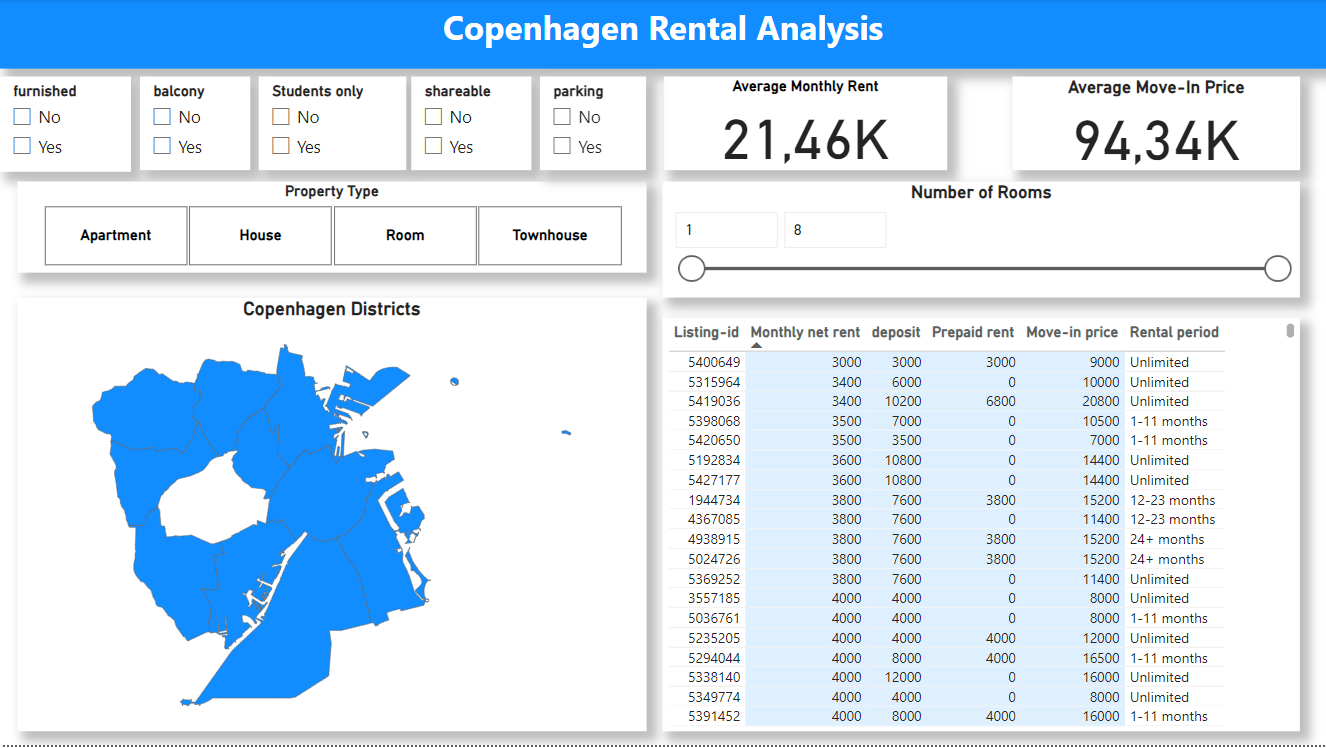 Copenhagen Rental Analysis
furnished
No
Yes
balcony
No
Yes
Students only
No
Yes
shareable
No
Yes
parking
No
Yes
Average Monthly Rent
21,46K
Average Move-In Price
94,34K
Property Type
Apartment House Room Townhouse
Number of Rooms
1 8
Copenhagen Districts
Listing-id Monthly net rent deposit Prepaid rent Move-in price Rental period
5400649 3000 3000 3000 9000 Unlimited
5315964 3400 6000 0 10000 Unlimited
5419036 3400 10200 6800 20800 Unlimited
5398068 3500 7000 0 10500 1-11 months
5420650 3500 3500 0 7000 1-11 months
5192834 3600 10800 0 14400 Unlimited
5427177 3600 10800 0 14400 Unlimited
1944734 3800 7600 3800 15200 12-23 months
4367085 3800 7600 0 11400 12-23 months
4938915 3800 7600 3800 15200 24+ months
5024726 3800 7600 3800 15200 24+ months
5369252 3800 7600 0 11400 Unlimited
3557185 4000 4000 0 8000 Unlimited
5036761 4000 4000 0 8000 1-11 months
5235205 4000 4000 4000 12000 Unlimited
5294044 4000 8000 4000 16500 1-11 months
5338140 4000 12000 0 16000 Unlimited
5349774 4000 4000 0 8000 Unlimited
5391452 4000 8000 4000 16000 1-11 months